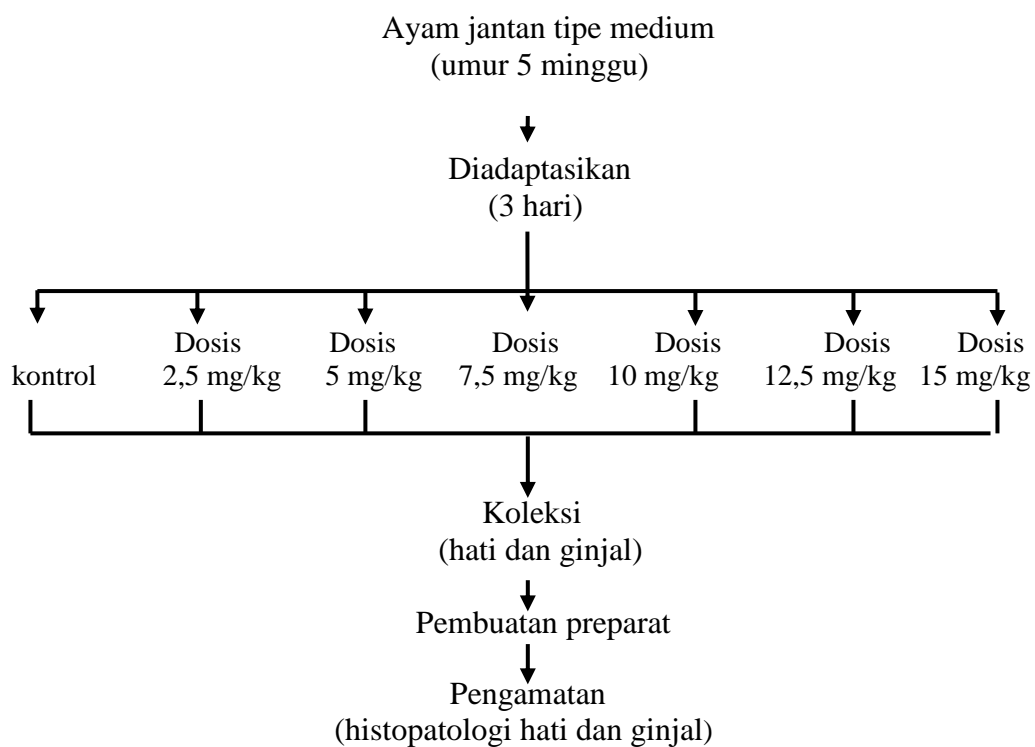 Ayam jantan tipe medium
(umur 5 minggu)
Diadaptasikan
(3 hari)
Dosis Dosis Dosis Dosis Dosis Dosis
kontrol 2,5 mg/kg 5 mg/kg 7,5 mg/kg 10 mg/kg 12,5 mg/kg 15 mg/kg
Koleksi
(hati dan ginjal)
Pembuatan preparat
Pengamatan
(histopatologi hati dan ginjal)